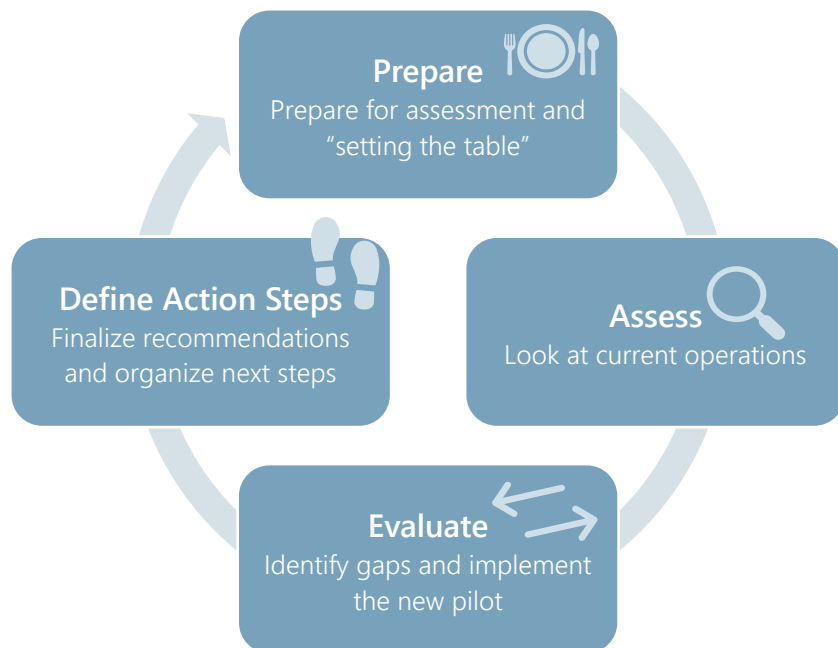 Prepare
Prepare for assessment and
“setting the table”
Assess
Look at current operations
Evaluate
Identify gaps and implement
the new pilot
Define Action Steps
Finalize recommendations
and organize next steps